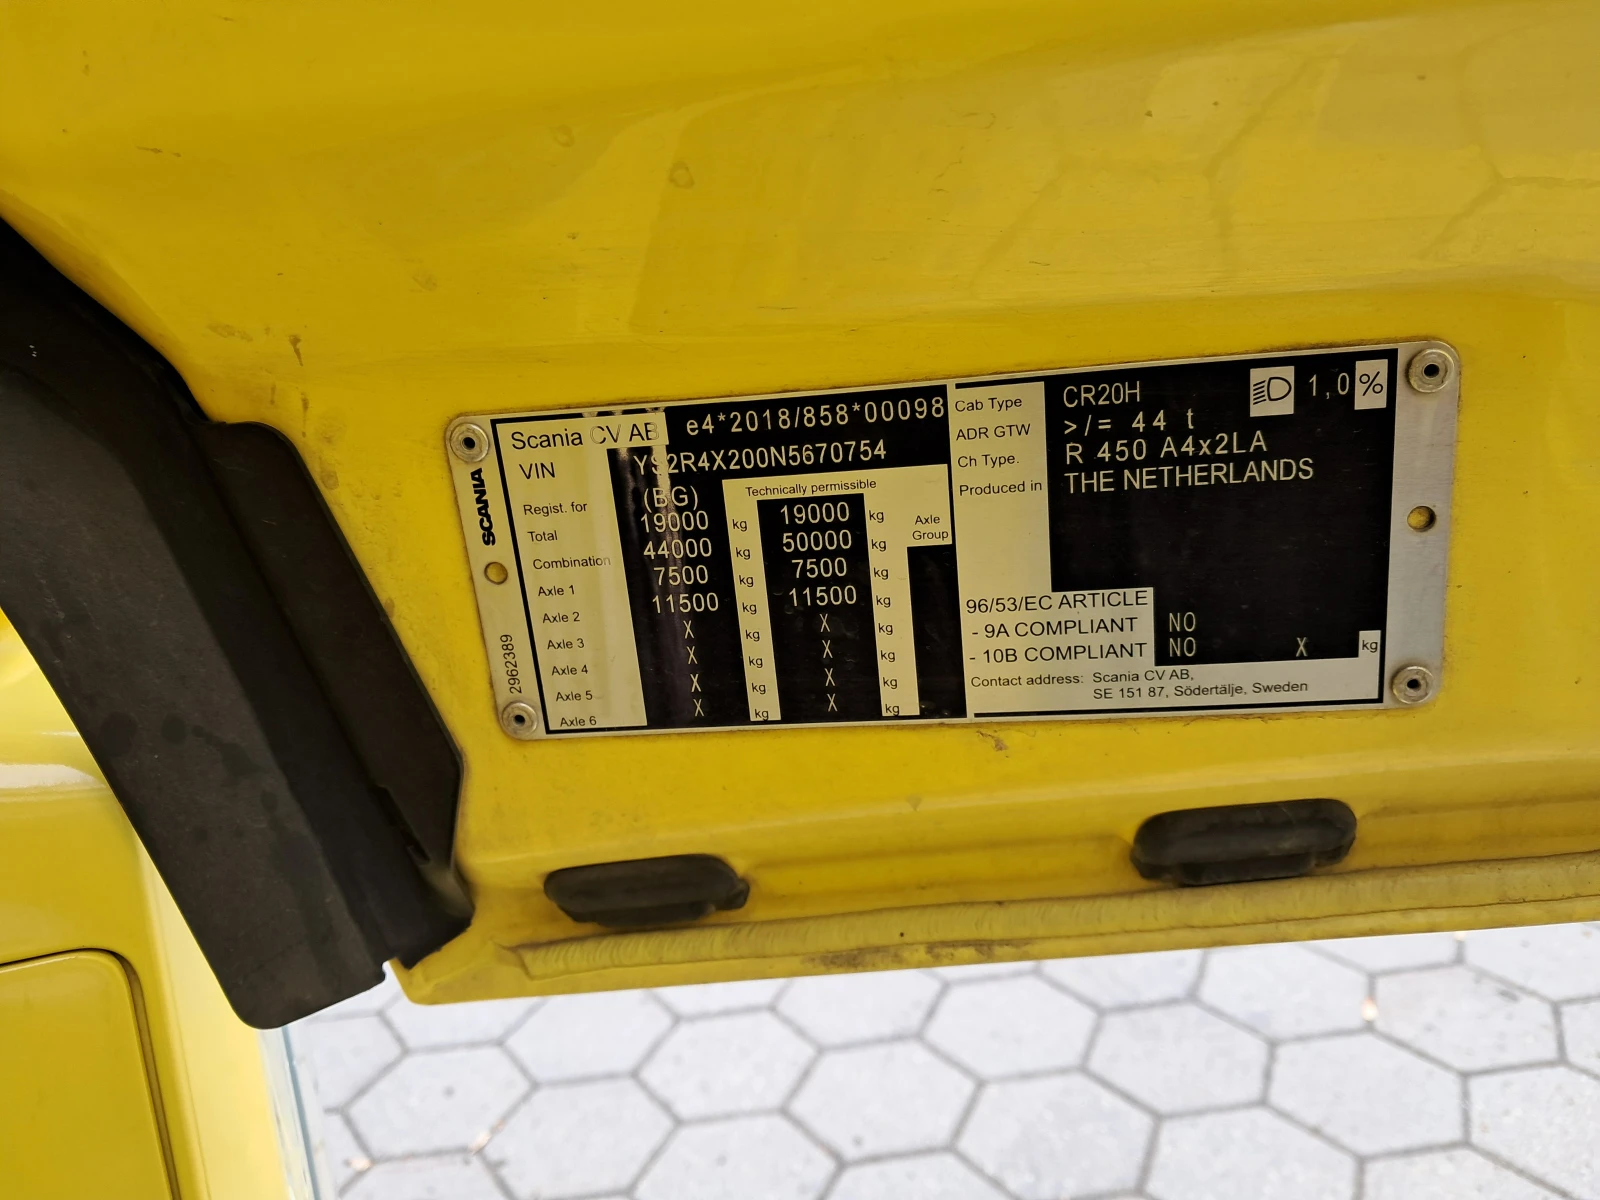 SCANIA
2962389
Scania CV AB e4*2018/858*00098
VIN YS2R4X200N5670754
Regist. for (BG) Technically permissible
Total 19000 kg 19000 kg Axle Group
Combination 44000 kg 50000 kg
Axle 1 7500 kg 7500 kg
Axle 2 11500 kg 11500 kg
Axle 3 X kg X kg
Axle 4 X kg X kg
Axle 5 X kg X kg
Axle 6 X kg X kg
Cab Type CR20H 1,0 %
ADR GTW >/= 44 t
Ch Type. R 450 A4x2LA
Produced in THE NETHERLANDS
96/53/EC ARTICLE
- 9A COMPLIANT NO
- 10B COMPLIANT NO X kg
Contact address: Scania CV AB,
SE 151 87, Södertälje, Sweden